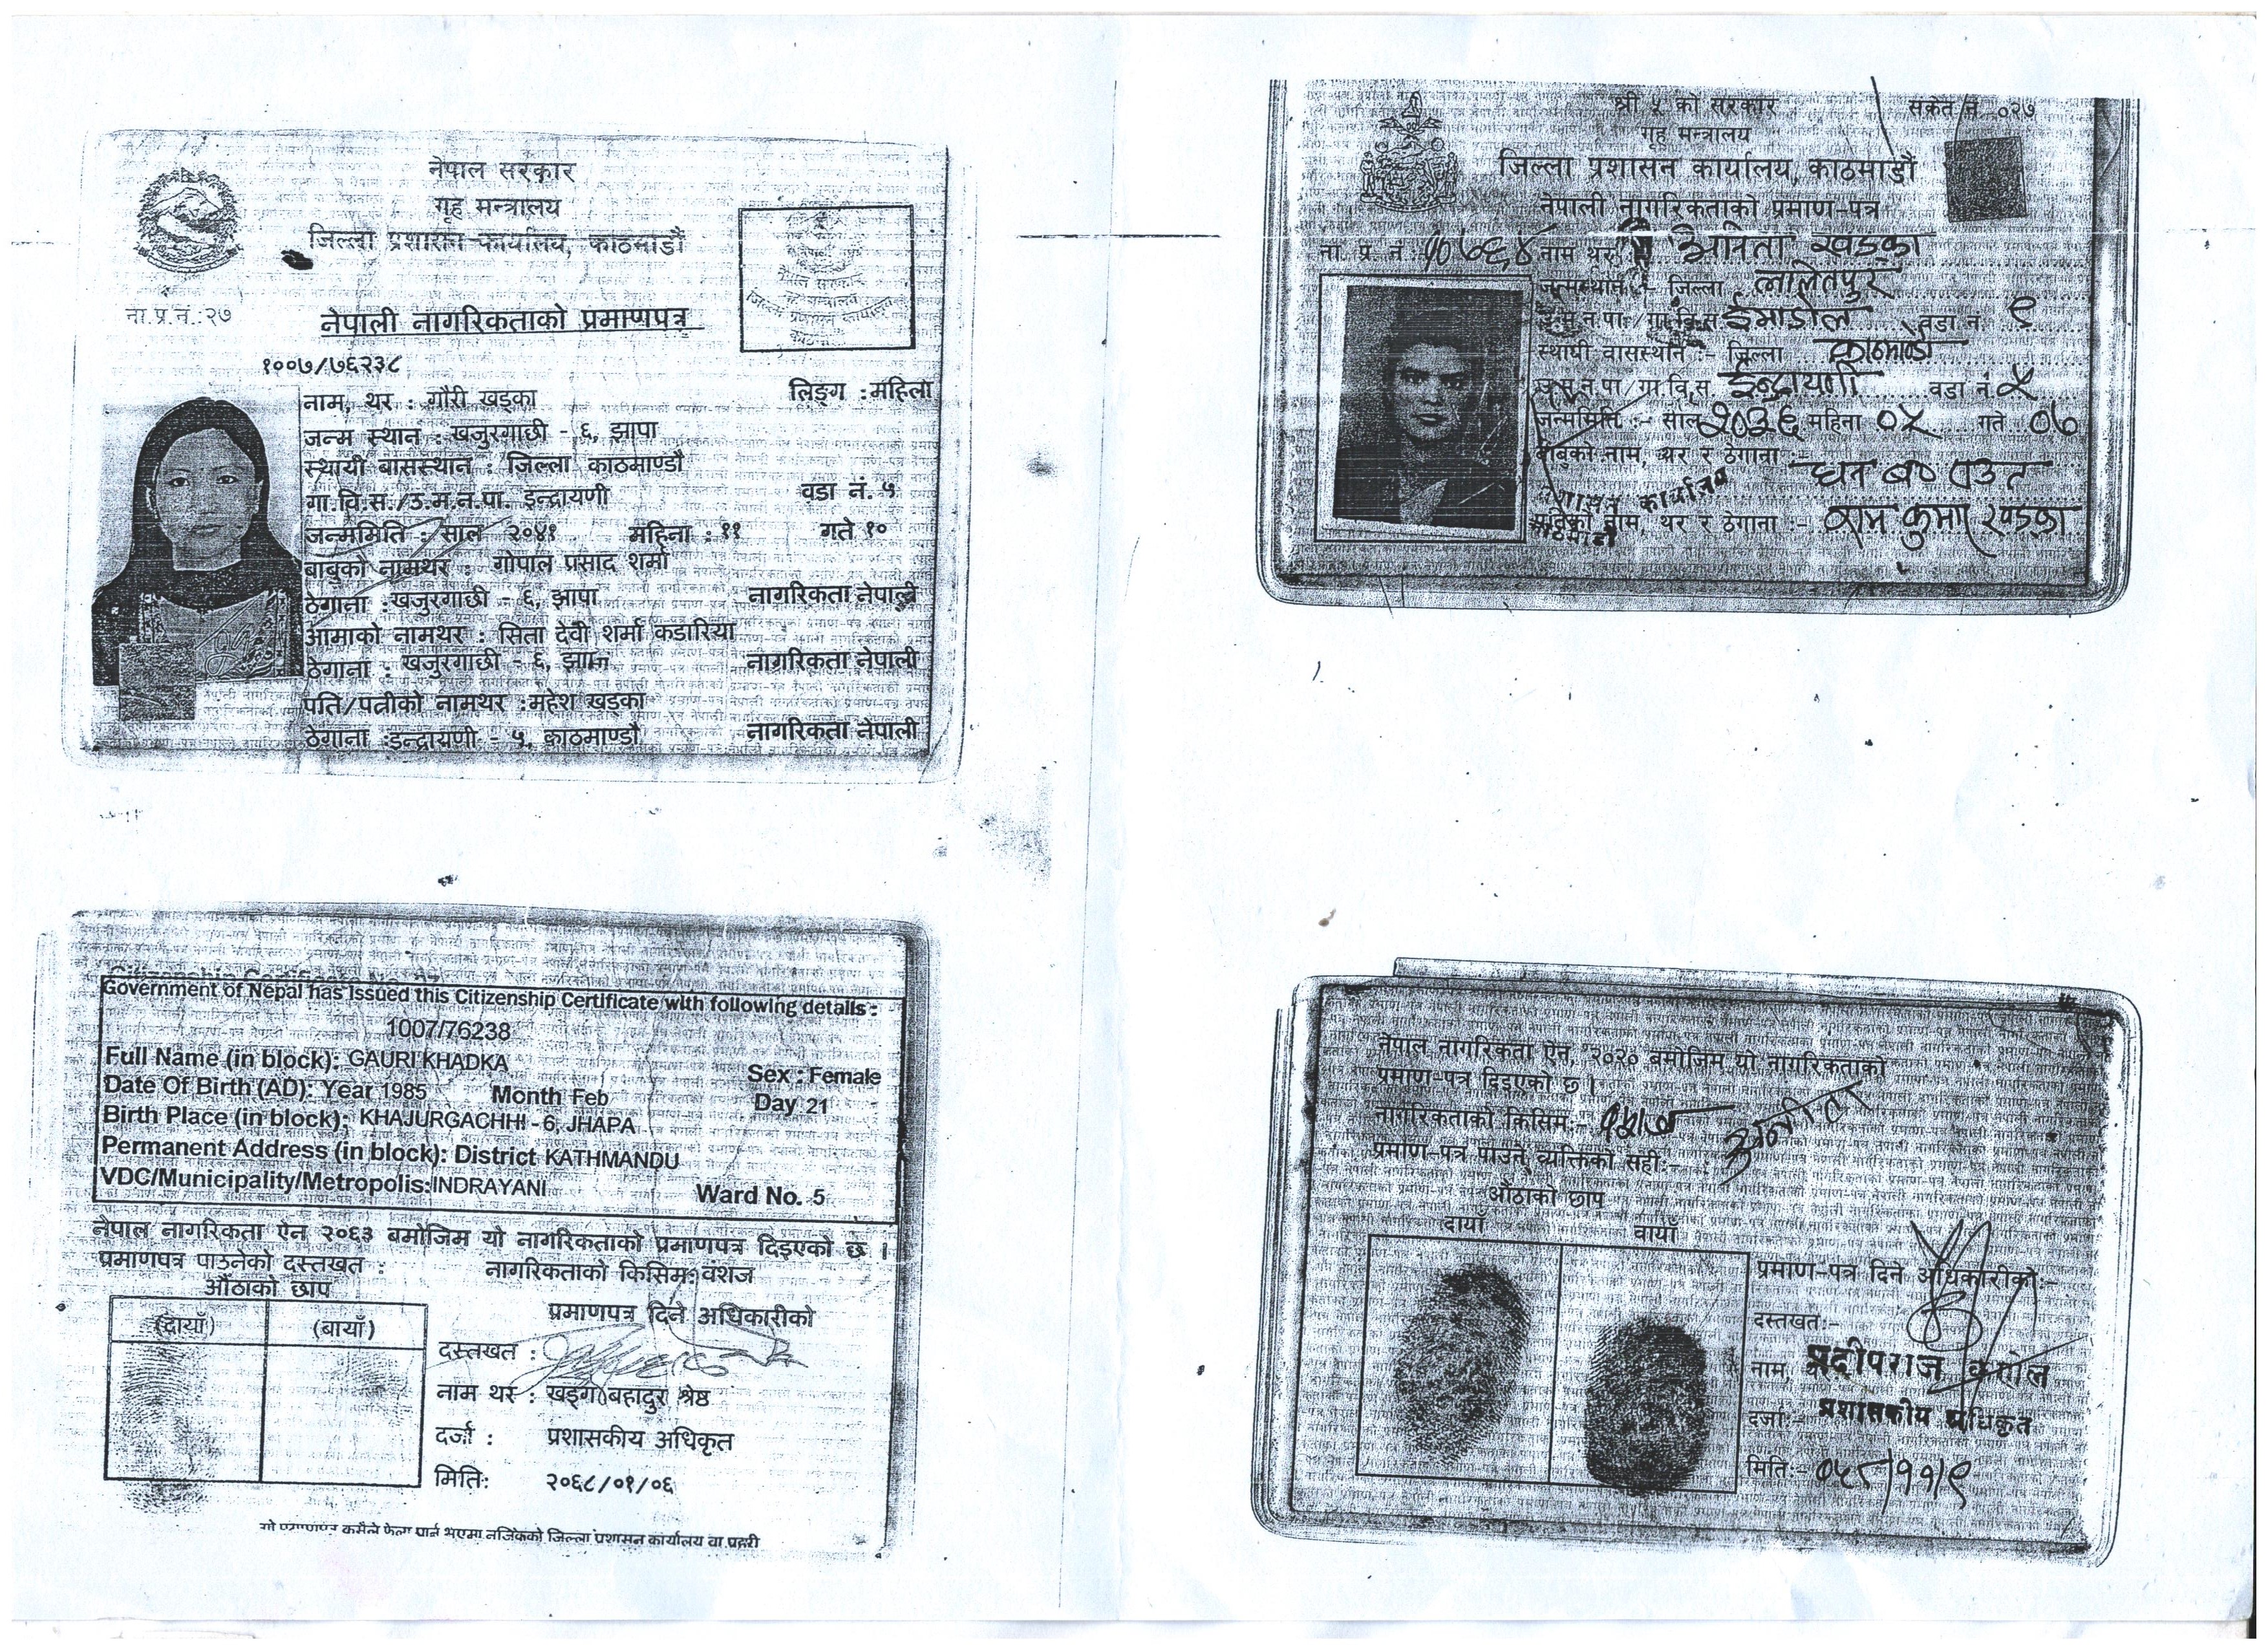 नेपाल सरकार
गृह मन्त्रालय
जिल्ला प्रशासन कार्यालय, काठमाडौं
ना.प्र.नं.:२७
नेपाली नागरिकताको प्रमाणपत्र
१००७/७६२३८
नाम, थर : गौरी खड्का लिङ्ग : महिला
जन्म स्थान : खजुरगाछी - ६, झापा
स्थायी बासस्थान : जिल्ला काठमाण्डौ
गा.वि.स./उ.म.न.पा. इन्द्रायणी वडा नं. ५
जन्ममिति : साल २०४१ महिना : ११ गते १०
बाबुको नामथर : गोपाल प्रसाद शर्मा
ठेगाना : खजुरगाछी - ६, झापा नागरिकता नेपाली
आमाको नामथर : सिता देवी शर्मा कडारिया
ठेगाना : खजुरगाछी - ६, झापा नागरिकता नेपाली
पति/पत्नीको नामथर : महेश खड्का
ठेगाना : इन्द्रायणी - ५, काठमाण्डौ नागरिकता नेपाली
Government of Nepal has issued this Citizenship Certificate with following details :
1007/76238
Full Name (in block): GAURI KHADKA Sex : Female
Date Of Birth (AD): Year 1985 Month Feb Day 21
Birth Place (in block): KHAJURGACHHI - 6, JHAPA
Permanent Address (in block): District KATHMANDU
VDC/Municipality/Metropolis: INDRAYANI Ward No. 5
नेपाल नागरिकता ऐन २०६३ बमोजिम यो नागरिकताको प्रमाणपत्र दिइएको छ ।
प्रमाणपत्र पाउनेको दस्तखत : नागरिकताको किसिम: वंशज
औंठाको छाप
(दायाँ) (बायाँ)
प्रमाणपत्र दिने अधिकारीको
दस्तखत :
नाम थर : खड्ग बहादुर श्रेष्ठ
दर्जा : प्रशासकीय अधिकृत
मिति: २०६८/०१/०६
यो प्रमाणपत्र कसैले फेला पारी भएमा नजिकको जिल्ला प्रशासन कार्यालय वा प्रहरी
श्री ५ को सरकार संकेत नं. ०२७
गृह मन्त्रालय
जिल्ला प्रशासन कार्यालय, काठमाडौं
नेपाली नागरिकताको प्रमाण-पत्र
ना. प्र. नं. १०७६४ नाम थर: अनिता खड्का
जन्मस्थान :- जिल्ला ललितपुर
उ.म.न.पा/गा.वि.स. ईमाडोल वडा नं. ९
स्थायी वासस्थान :- जिल्ला काठमाडौं
उ.म.न.पा/गा.वि.स. ईन्द्रायणी वडा नं. ५
जन्ममिति :- साल २०३६ महिना ०५ गते ०७
बाबुको नाम, थर र ठेगाना :- धन ब० राउत
पतिको नाम, थर र ठेगाना :- राम कुमार खड्का
नेपाल नागरिकता ऐन, २०२० बमोजिम यो नागरिकताको
प्रमाण-पत्र दिइएको छ ।
नागरिकताको किसिम:- वंशज
प्रमाण-पत्र पाउने व्यक्तिको सही:- अनीता
औंठाको छाप
दायाँ वायाँ
प्रमाण-पत्र दिने अधिकारीको:-
दस्तखत:-
नाम, थर प्रदीपराज
दर्जा:- प्रशासकीय अधिकृत
मिति:- ०५८/११/९